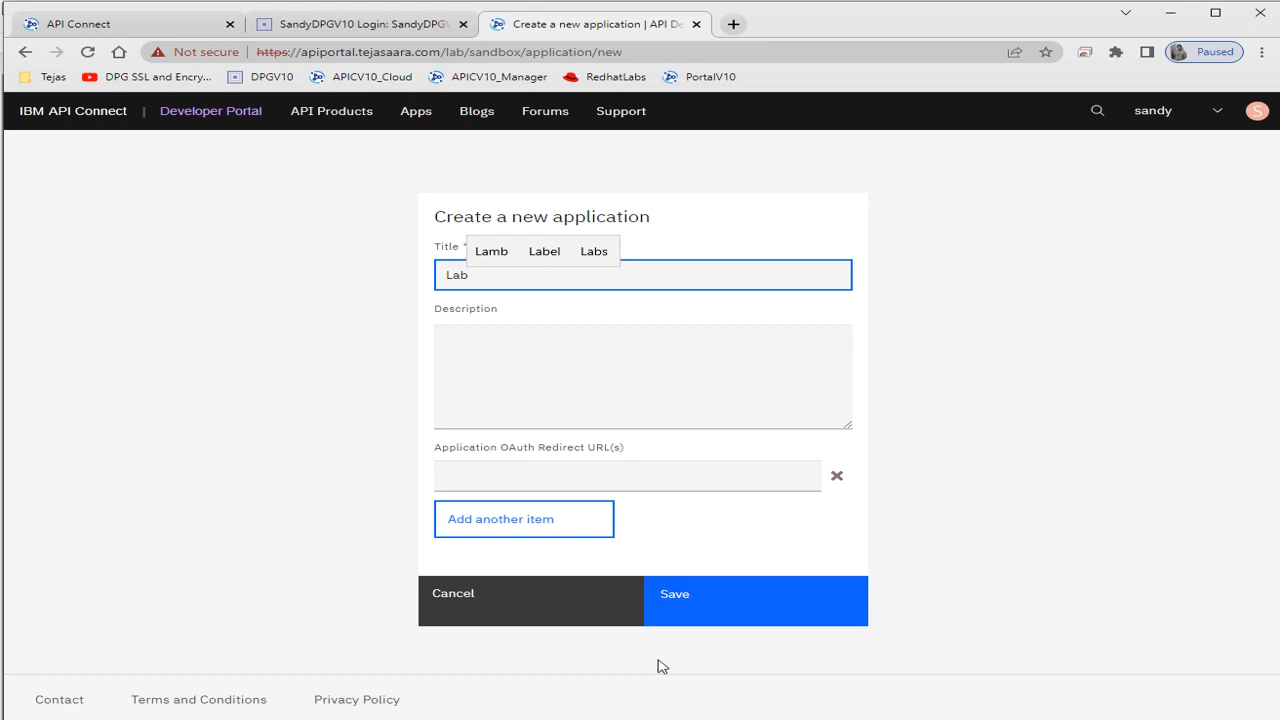 API Connect
SandyDPGV10 Login: SandyDPGV
Create a new application | API De
Not secure
https://apiportal.tejasaara.com/lab/sandbox/application/new
Paused
Tejas
DPG SSL and Encry...
DPGV10
APICV10_Cloud
APICV10_Manager
RedhatLabs
PortalV10
IBM API Connect | Developer Portal
API Products
Apps
Blogs
Forums
Support
sandy
S
Create a new application
Title *
Lamb Label Labs
Lab
Description
Application OAuth Redirect URL(s)
Add another item
Cancel
Save
Contact
Terms and Conditions
Privacy Policy